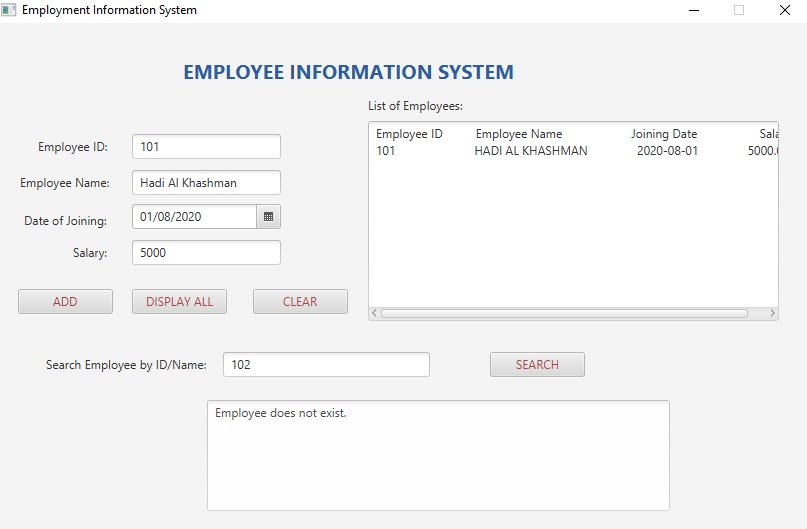 Employment Information System
EMPLOYEE INFORMATION SYSTEM
List of Employees:
Employee ID Employee Name Joining Date Sala
101 HADI AL KHASHMAN 2020-08-01 5000.
Employee ID: 101
Employee Name: Hadi Al Khashman
Date of Joining: 01/08/2020
Salary: 5000
ADD DISPLAY ALL CLEAR
Search Employee by ID/Name: 102 SEARCH
Employee does not exist.